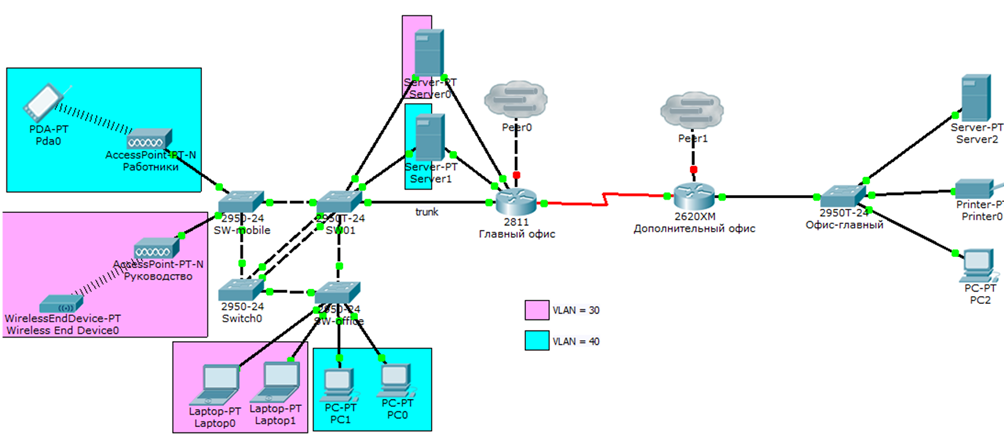 Server-PT
Server0
PDA-PT
Pda0
AccessPoint-PT-N
Работники
Server-PT
Server1
Peer0
Peer1
Server-PT
Server2
2950-24
SW-mobile
2950T-24
SW01
trunk
2811
Главный офис
2620XM
Дополнительный офис
2950T-24
Офис-главный
Printer-PT
Printer0
AccessPoint-PT-N
Руководство
WirelessEndDevice-PT
Wireless End Device0
2950-24
Switch0
2950-24
SW-office
PC-PT
PC2
VLAN = 30
VLAN = 40
Laptop-PT
Laptop0
Laptop-PT
Laptop1
PC-PT
PC1
PC-PT
PC0